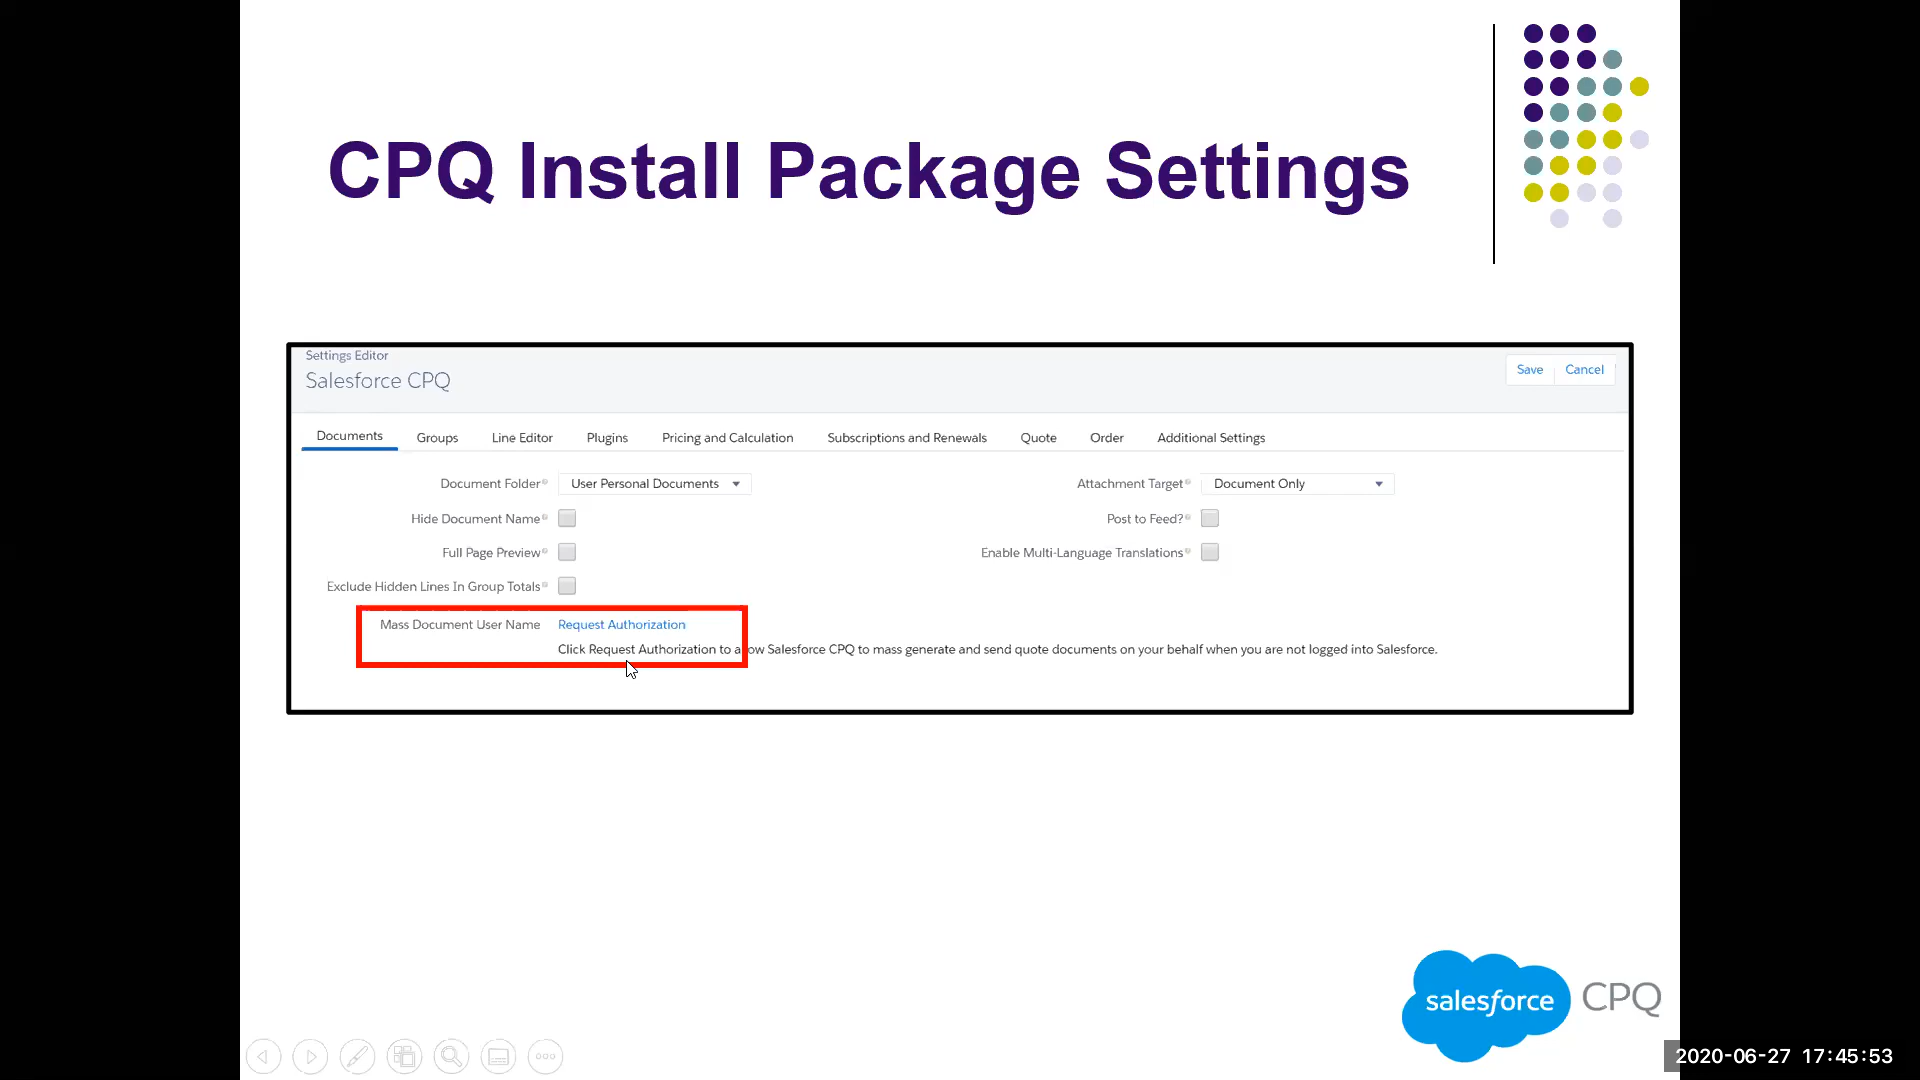 CPQ Install Package Settings
Settings Editor
Salesforce CPQ
Save Cancel
Documents Groups Line Editor Plugins Pricing and Calculation Subscriptions and Renewals Quote Order Additional Settings
Document Folder User Personal Documents Attachment Target Document Only
Hide Document Name Post to Feed?
Full Page Preview Enable Multi-Language Translations
Exclude Hidden Lines In Group Totals
Mass Document User Name Request Authorization
Click Request Authorization to a ow Salesforce CPQ to mass generate and send quote documents on your behalf when you are not logged into Salesforce.
salesforce CPQ
2020-06-27 17:45:53